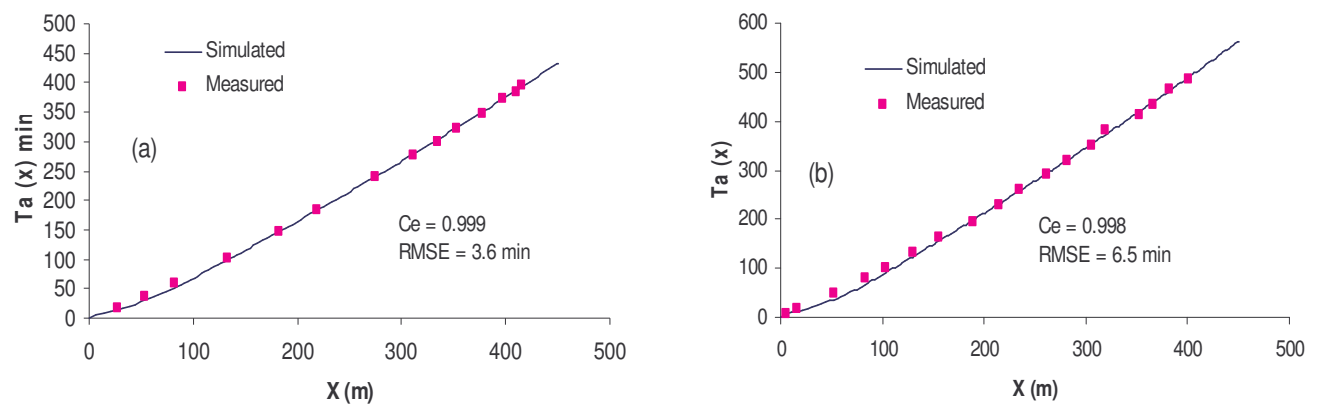 500
450
400
350
300
250
200
150
100
50
0
Ta (x) min
Simulated
Measured
(a)
Ce = 0.999
RMSE = 3.6 min
0 100 200 300 400 500
X (m)
600
500
400
300
200
100
0
Ta (x)
Simulated
Measured
(b)
Ce = 0.998
RMSE = 6.5 min
0 100 200 300 400 500
X (m)